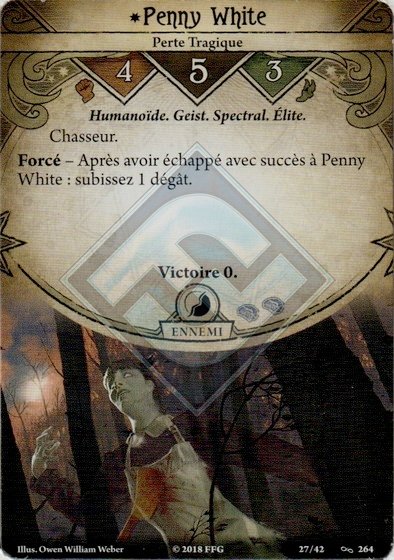 Penny White
Perte Tragique
4 5 3
Humanoïde. Geist. Spectral. Élite.
Chasseur.
Forcé – Après avoir échappé avec succès à Penny
White : subissez 1 dégât.
Victoire 0.
ENNEMI
Illus. Owen William Weber © 2018 FFG 27/42 264